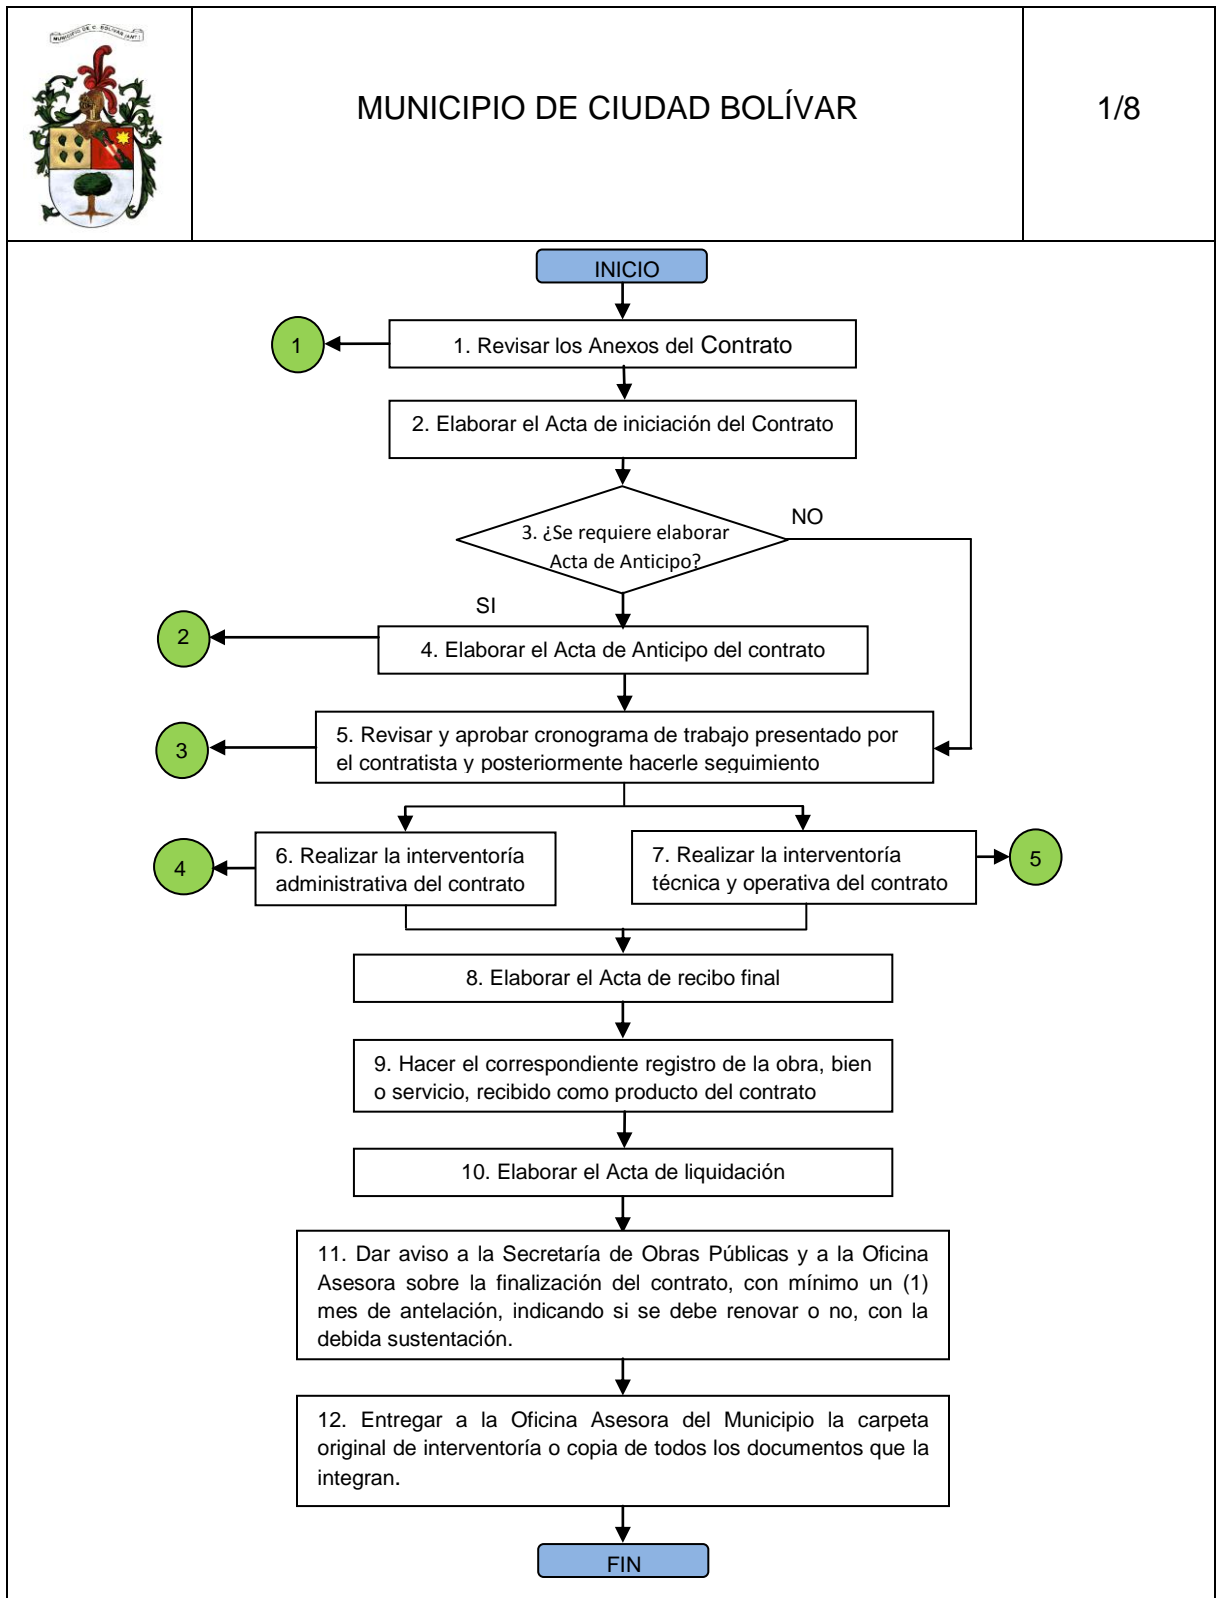 MUNICIPIO DE C. BOLIVAR (ANT.)
MUNICIPIO DE CIUDAD BOLÍVAR
1/8
INICIO
1
1. Revisar los Anexos del Contrato
2. Elaborar el Acta de iniciación del Contrato
3. ¿Se requiere elaborar
Acta de Anticipo?
NO
SI
2
4. Elaborar el Acta de Anticipo del contrato
3
5. Revisar y aprobar cronograma de trabajo presentado por
el contratista y posteriormente hacerle seguimiento
4
6. Realizar la interventoría
administrativa del contrato
7. Realizar la interventoría
técnica y operativa del contrato
5
8. Elaborar el Acta de recibo final
9. Hacer el correspondiente registro de la obra, bien
o servicio, recibido como producto del contrato
10. Elaborar el Acta de liquidación
11. Dar aviso a la Secretaría de Obras Públicas y a la Oficina
Asesora sobre la finalización del contrato, con mínimo un (1)
mes de antelación, indicando si se debe renovar o no, con la
debida sustentación.
12. Entregar a la Oficina Asesora del Municipio la carpeta
original de interventoría o copia de todos los documentos que la
integran.
FIN